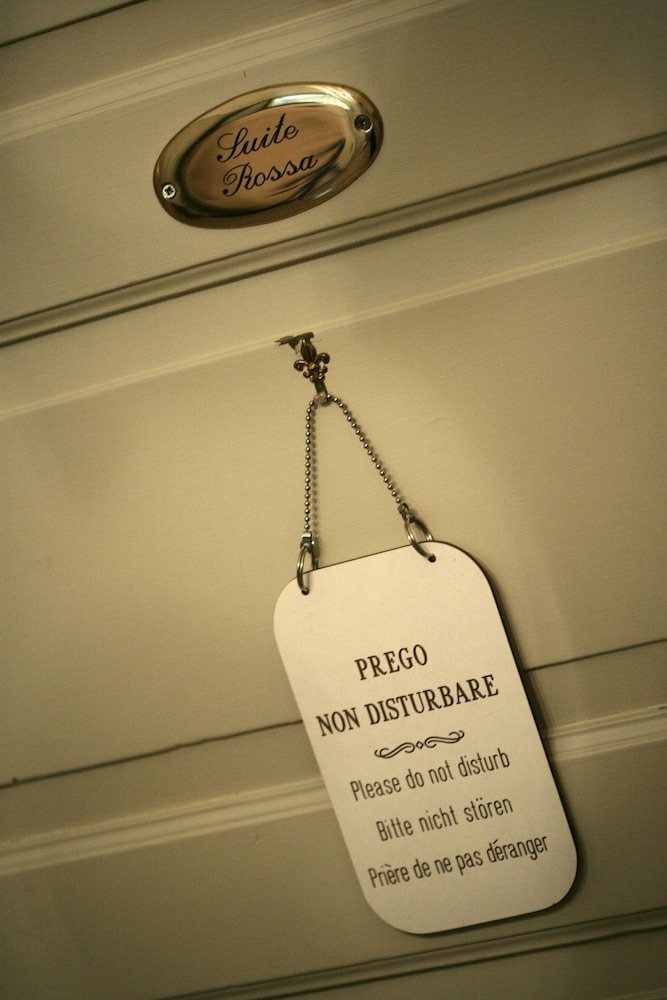 Suite
Rossa
PREGO
NON DISTURBARE
Please do not disturb
Bitte nicht stören
Prière de ne pas déranger